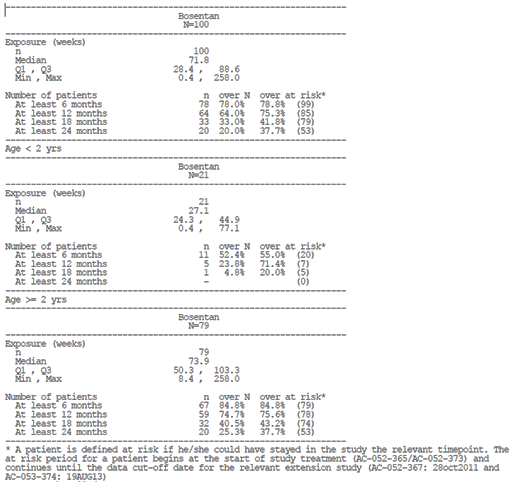 Bosentan
N=100
Exposure (weeks)
n 100
Median 71.8
Q1 , Q3 28.4 , 88.6
Min , Max 0.4 , 258.0
Number of patients n over N over at risk*
At least 6 months 78 78.0% 78.8% (99)
At least 12 months 64 64.0% 75.3% (85)
At least 18 months 33 33.0% 41.8% (79)
At least 24 months 20 20.0% 37.7% (53)
Age < 2 yrs
Bosentan
N=21
Exposure (weeks)
n 21
Median 27.1
Q1 , Q3 24.3 , 44.9
Min , Max 0.4 , 77.1
Number of patients n over N over at risk*
At least 6 months 11 52.4% 55.0% (20)
At least 12 months 5 23.8% 71.4% (7)
At least 18 months 1 4.8% 20.0% (5)
At least 24 months - (0)
Age >= 2 yrs
Bosentan
N=79
Exposure (weeks)
n 79
Median 73.9
Q1 , Q3 50.3 , 103.3
Min , Max 8.4 , 258.0
Number of patients n over N over at risk*
At least 6 months 67 84.8% 84.8% (79)
At least 12 months 59 74.7% 75.6% (78)
At least 18 months 32 40.5% 43.2% (74)
At least 24 months 20 25.3% 37.7% (53)
* A patient is defined at risk if he/she could have stayed in the study the relevant timepoint. The
at risk period for a patient begins at the start of study treatment (AC-052-365/AC-052-373) and
continues until the data cut-off date for the relevant extension study (AC-052-367: 28oct2011 and
AC-053-374: 19AUG13)